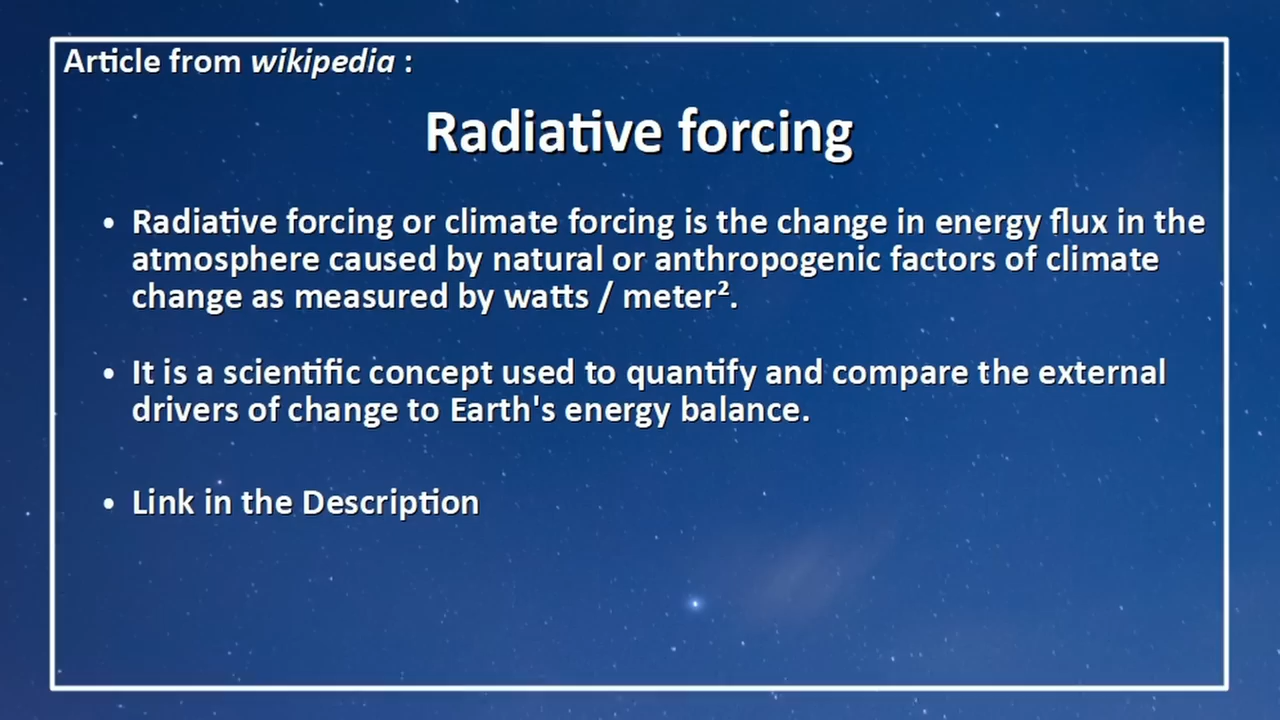 Article from wikipedia :
Radiative forcing
• Radiative forcing or climate forcing is the change in energy flux in the
atmosphere caused by natural or anthropogenic factors of climate
change as measured by watts / meter².
• It is a scientific concept used to quantify and compare the external
drivers of change to Earth's energy balance.
• Link in the Description